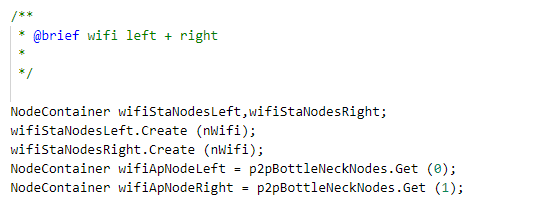 /**
* @brief wifi left + right
*
*/
NodeContainer wifiStaNodesLeft,wifiStaNodesRight;
wifiStaNodesLeft.Create (nWifi);
wifiStaNodesRight.Create (nWifi);
NodeContainer wifiApNodeLeft = p2pBottleNeckNodes.Get (0);
NodeContainer wifiApNodeRight = p2pBottleNeckNodes.Get (1);